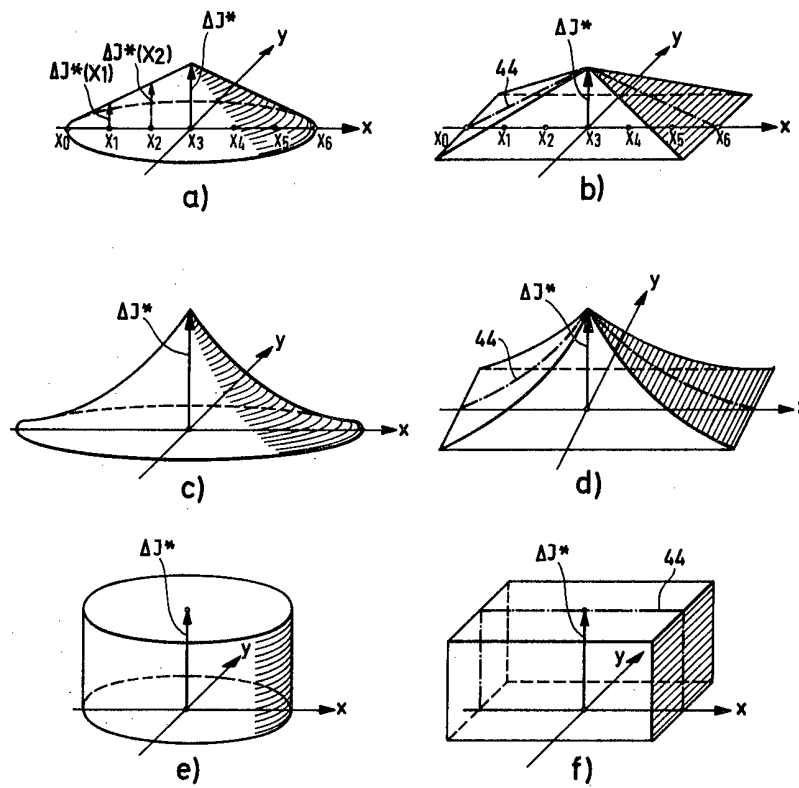 ΔJ*
y
ΔJ*(X2)
ΔJ*(X1)
x
X0 X1 X2 X3 X4 X5 X6
a)
ΔJ*
y
44
x
X0 X1 X2 X3 X4 X5 X6
b)
ΔJ*
y
x
c)
ΔJ*
y
44
d)
ΔJ*
y
x
e)
ΔJ*
44
y
x
f)